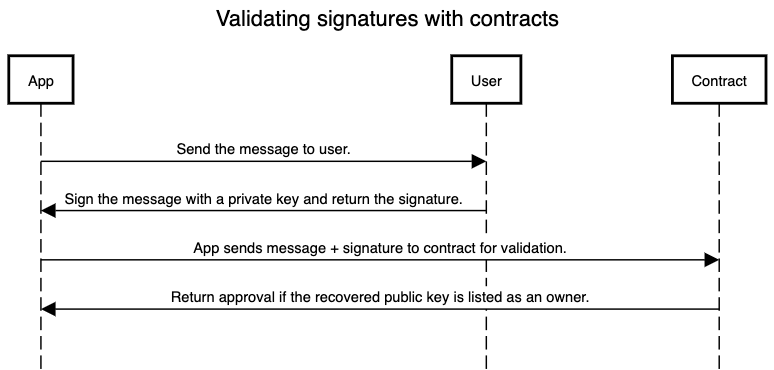 Validating signatures with contracts
App
User
Contract
Send the message to user.
Sign the message with a private key and return the signature.
App sends message + signature to contract for validation.
Return approval if the recovered public key is listed as an owner.